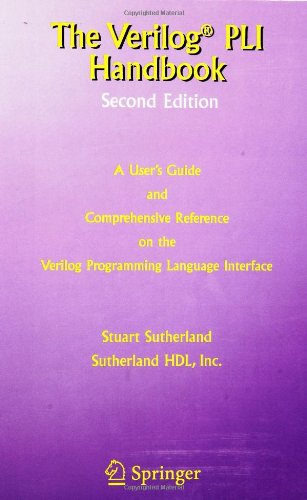 The Verilog® PLI
Handbook
Second Edition
A User's Guide
and
Comprehensive Reference
on the
Verilog Programming Language Interface
Stuart Sutherland
Sutherland HDL, Inc.
Springer